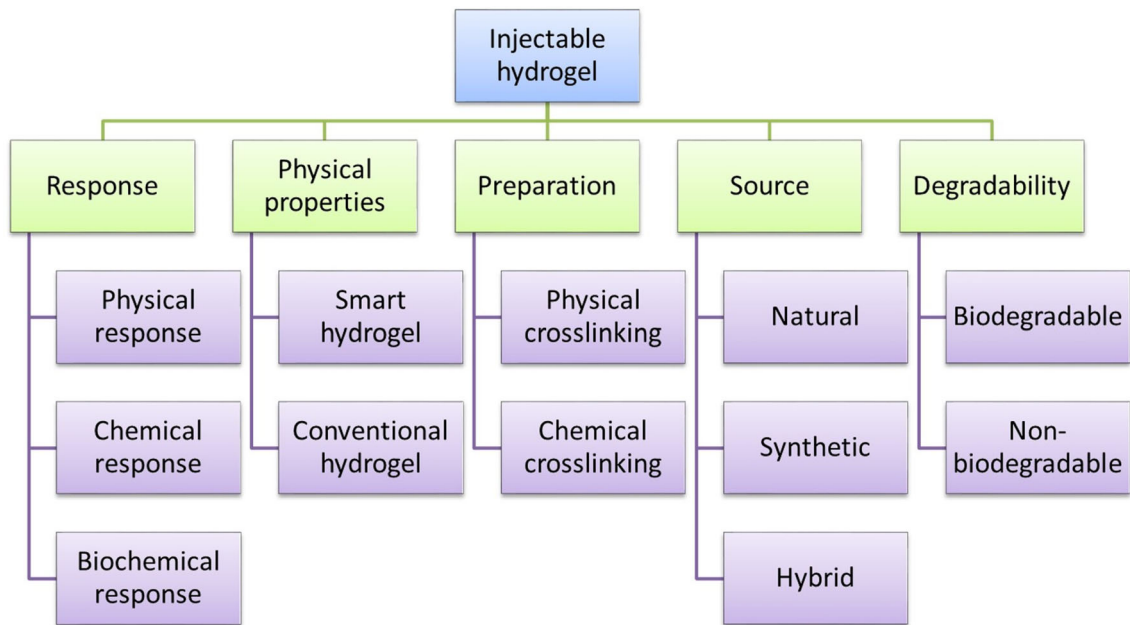 Injectable
hydrogel
Response
Physical
properties
Preparation
Source
Degradability
Physical
response
Smart
hydrogel
Physical
crosslinking
Natural
Biodegradable
Chemical
response
Conventional
hydrogel
Chemical
crosslinking
Synthetic
Non-
biodegradable
Biochemical
response
Hybrid